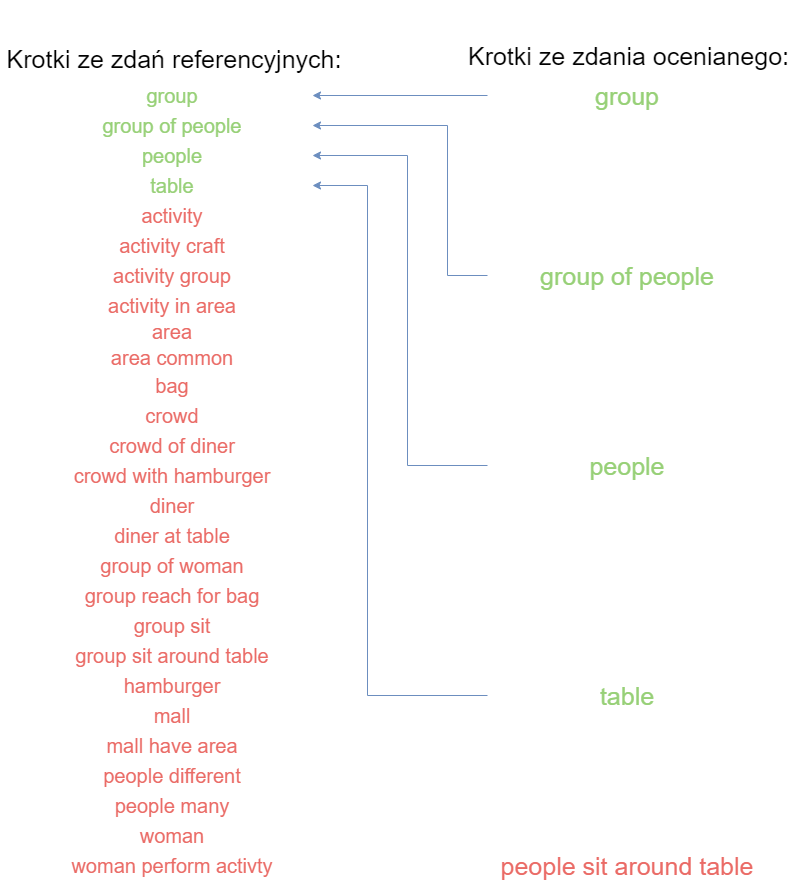 Krotki ze zdań referencyjnych:
group
group of people
people
table
activity
activity craft
activity group
activity in area
area
area common
bag
crowd
crowd of diner
crowd with hamburger
diner
diner at table
group of woman
group reach for bag
group sit
group sit around table
hamburger
mall
mall have area
people different
people many
woman
woman perform activty
Krotki ze zdania ocenianego:
group
group of people
people
table
people sit around table